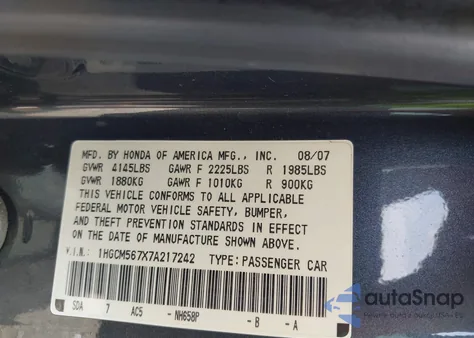 MFD. BY HONDA OF AMERICA MFG., INC. 08/07
GVWR 4145LBS GAWR F 2225LBS R 1985LBS
GVWR 1880KG GAWR F 1010KG R 900KG
THIS VEHICLE CONFORMS TO ALL APPLICABLE
FEDERAL MOTOR VEHICLE SAFETY, BUMPER,
AND THEFT PREVENTION STANDARDS IN EFFECT
ON THE DATE OF MANUFACTURE SHOWN ABOVE.
V.I.N.: 1HGCM567X7A217242 TYPE:PASSENGER CAR
SDA 7 AC5 -NH658P -B -A
autoSnap